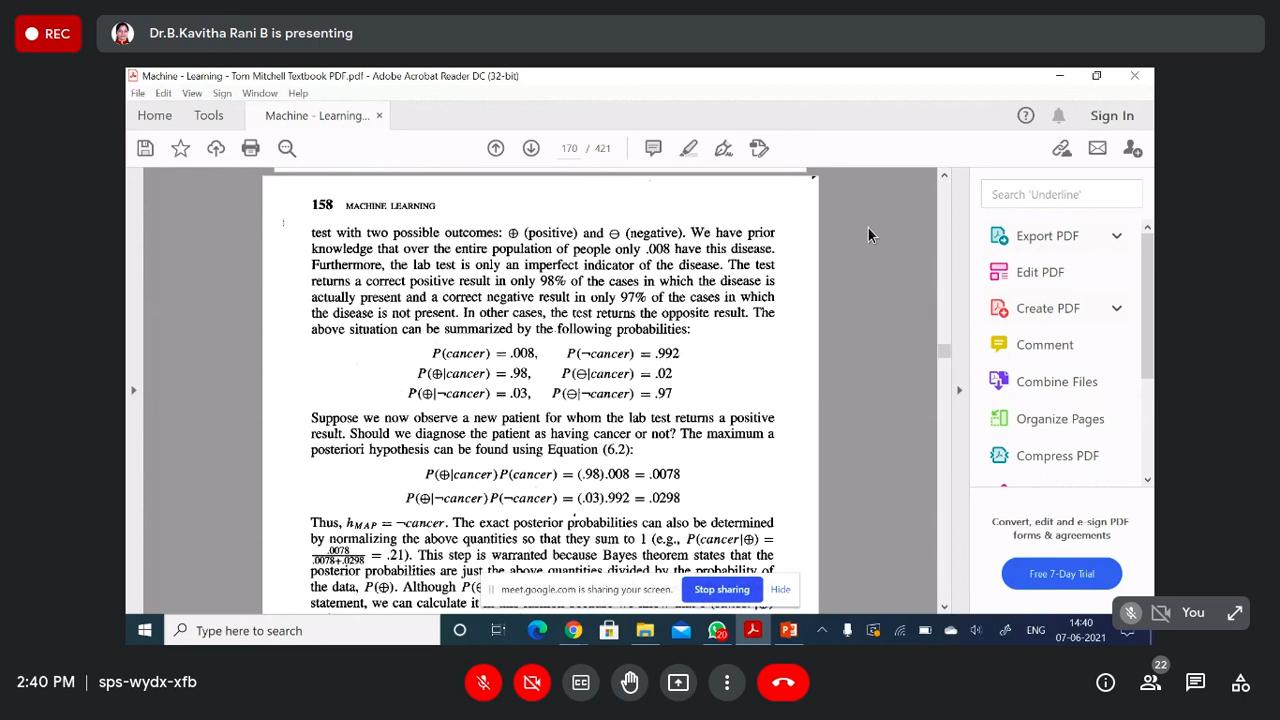 REC
Dr.B.Kavitha Rani B is presenting
Machine - Learning - Tom Mitchell Textbook PDF.pdf - Adobe Acrobat Reader DC (32-bit)
File Edit View Sign Window Help
Home Tools Machine - Learning... × Sign In
170 / 421
Search 'Underline'
Export PDF
Edit PDF
Create PDF
Comment
Combine Files
Organize Pages
Compress PDF
Convert, edit and e-sign PDF
forms & agreements
Free 7-Day Trial
158 MACHINE LEARNING
test with two possible outcomes: ⊕ (positive) and ⊖ (negative). We have prior
knowledge that over the entire population of people only .008 have this disease.
Furthermore, the lab test is only an imperfect indicator of the disease. The test
returns a correct positive result in only 98% of the cases in which the disease is
actually present and a correct negative result in only 97% of the cases in which
the disease is not present. In other cases, the test returns the opposite result. The
above situation can be summarized by the following probabilities:
P(cancer) = .008, P(¬cancer) = .992
P(⊕|cancer) = .98, P(⊖|cancer) = .02
P(⊕|¬cancer) = .03, P(⊖|¬cancer) = .97
Suppose we now observe a new patient for whom the lab test returns a positive
result. Should we diagnose the patient as having cancer or not? The maximum a
posteriori hypothesis can be found using Equation (6.2):
P(⊕|cancer)P(cancer) = (.98).008 = .0078
P(⊕|¬cancer)P(¬cancer) = (.03).992 = .0298
Thus, hMAP = ¬cancer. The exact posterior probabilities can also be determined
by normalizing the above quantities so that they sum to 1 (e.g., P(cancer|⊕) =
.0078/.0078+.0298 = .21). This step is warranted because Bayes theorem states that the
posterior probabilities are just the above quantities divided by the probability of
the data, P(⊕). Although P(⊕
statement, we can calculate it in
meet.google.com is sharing your screen. Stop sharing Hide
Type here to search
20
ENG
14:40
07-06-2021
You
2:40 PM | sps-wydx-xfb
22